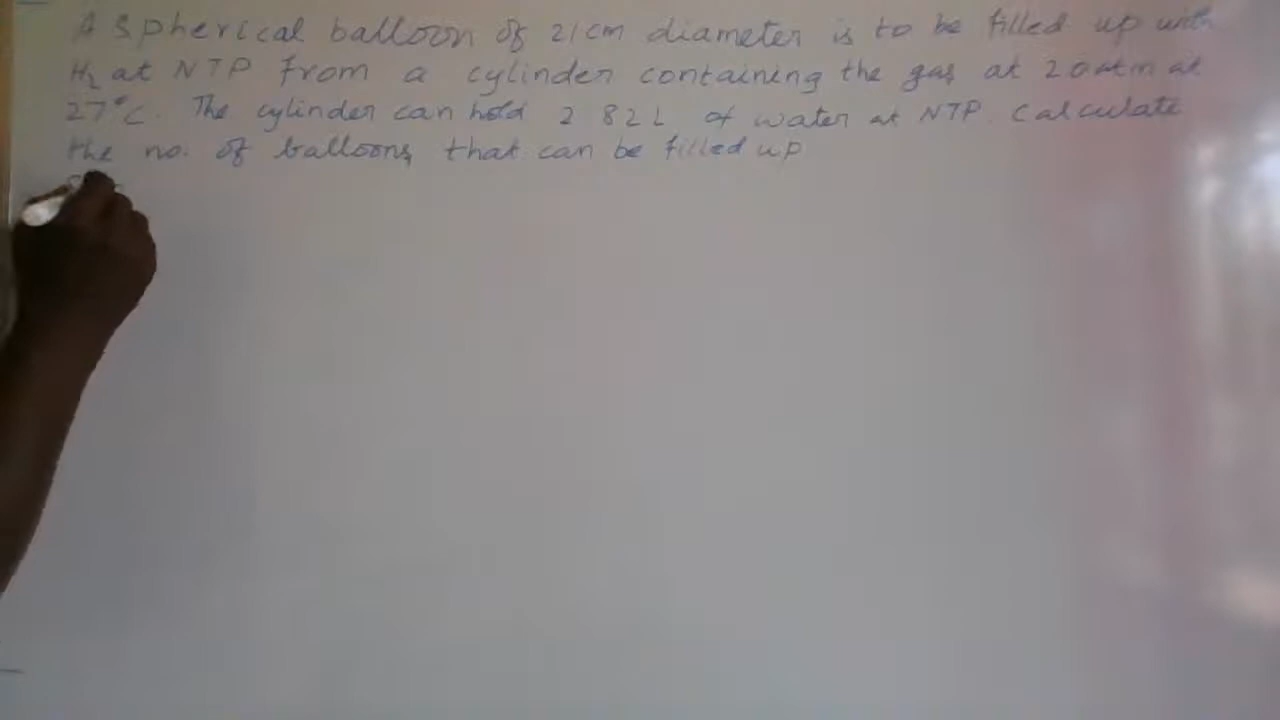 A spherical balloon of 21cm diameter is to be filled up with
H2 at NTP from a cylinder containing the gas at 20atm at
27°C. The cylinder can hold 2 82L of water at NTP. Calculate
the no. of balloons that can be filled up